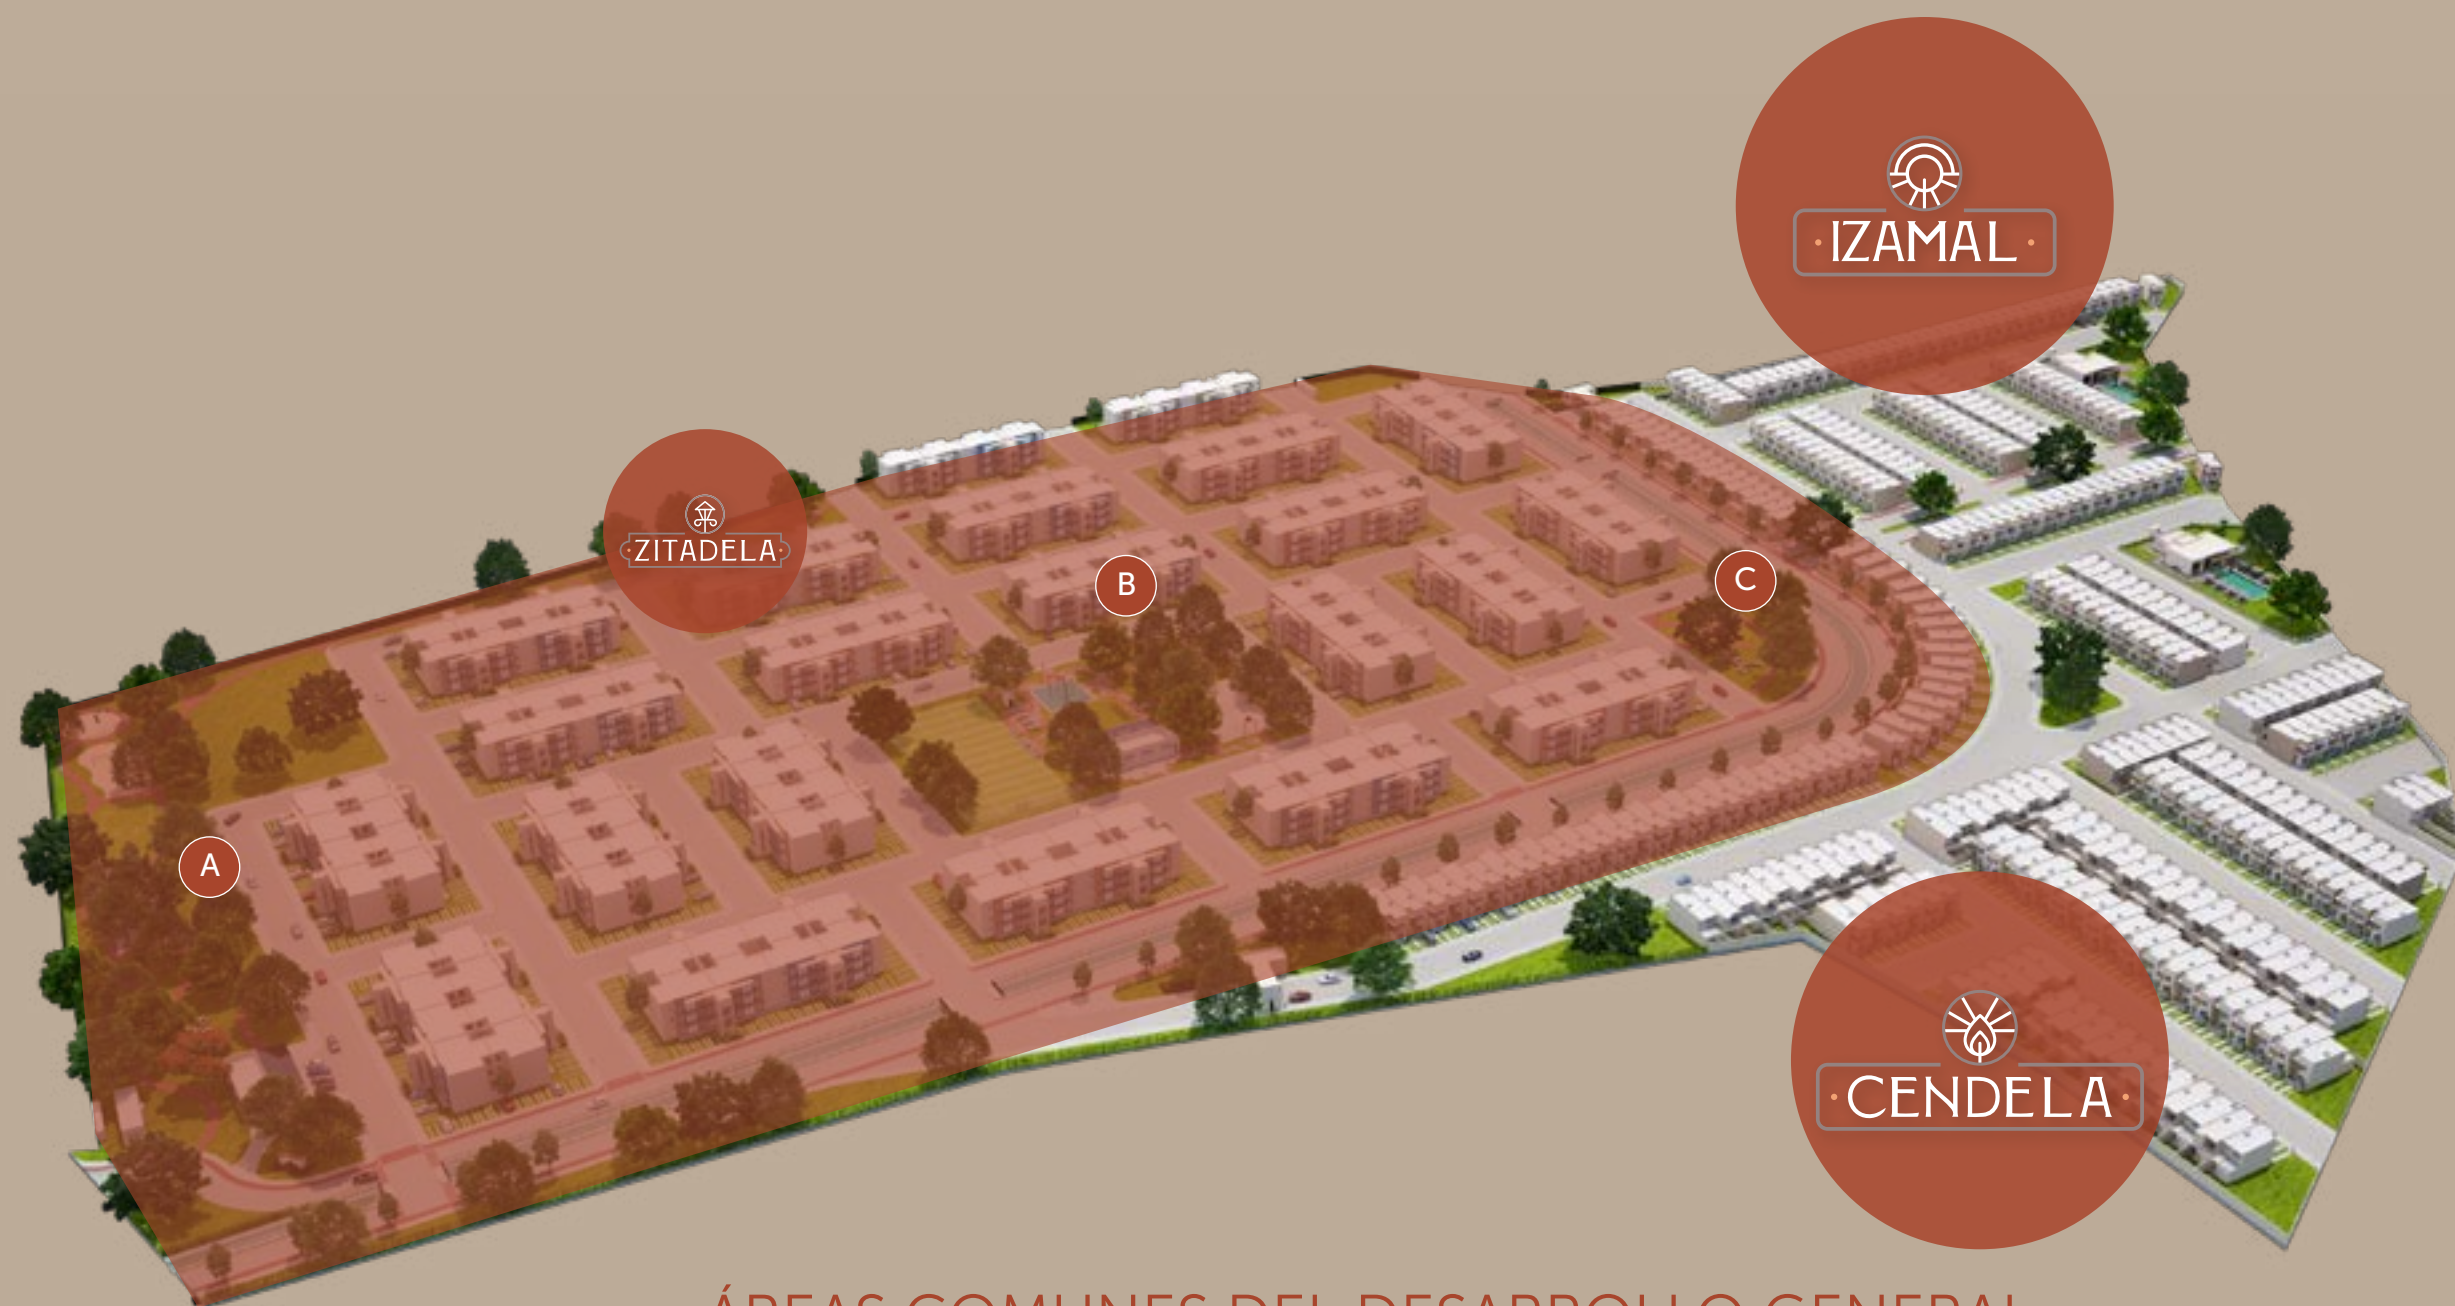 IZAMAL
ZITADELA
B
C
A
CENDELA
ÁREAS COMUNES DEL DESARROLLO GENERAL